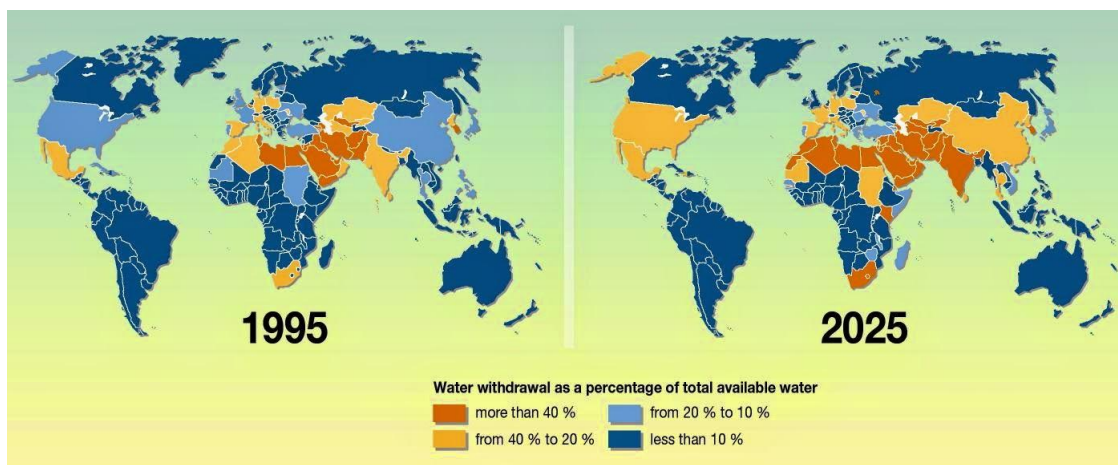 1995
2025
Water withdrawal as a percentage of total available water
more than 40 %
from 20 % to 10 %
from 40 % to 20 %
less than 10 %